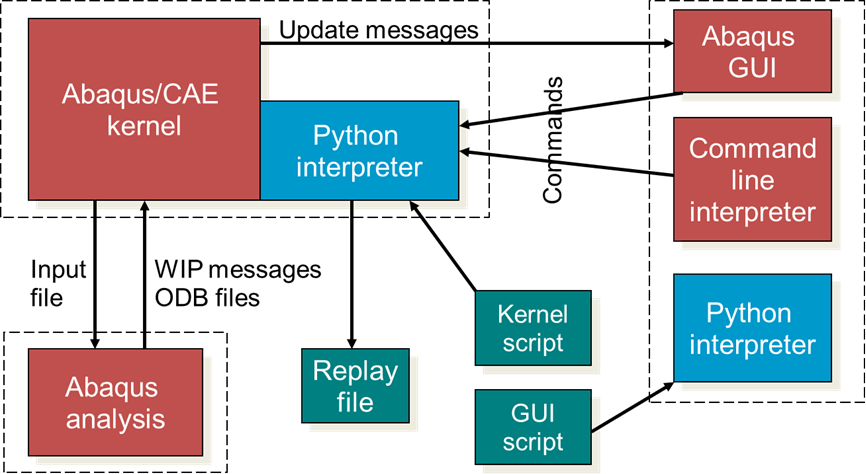 Update messages
Abaqus
GUI
Abaqus/CAE
kernel
Python
interpreter
Commands
Command
line
interpreter
Input
file
WIP messages
ODB files
Kernel
script
Python
interpreter
Abaqus
analysis
Replay
file
GUI
script